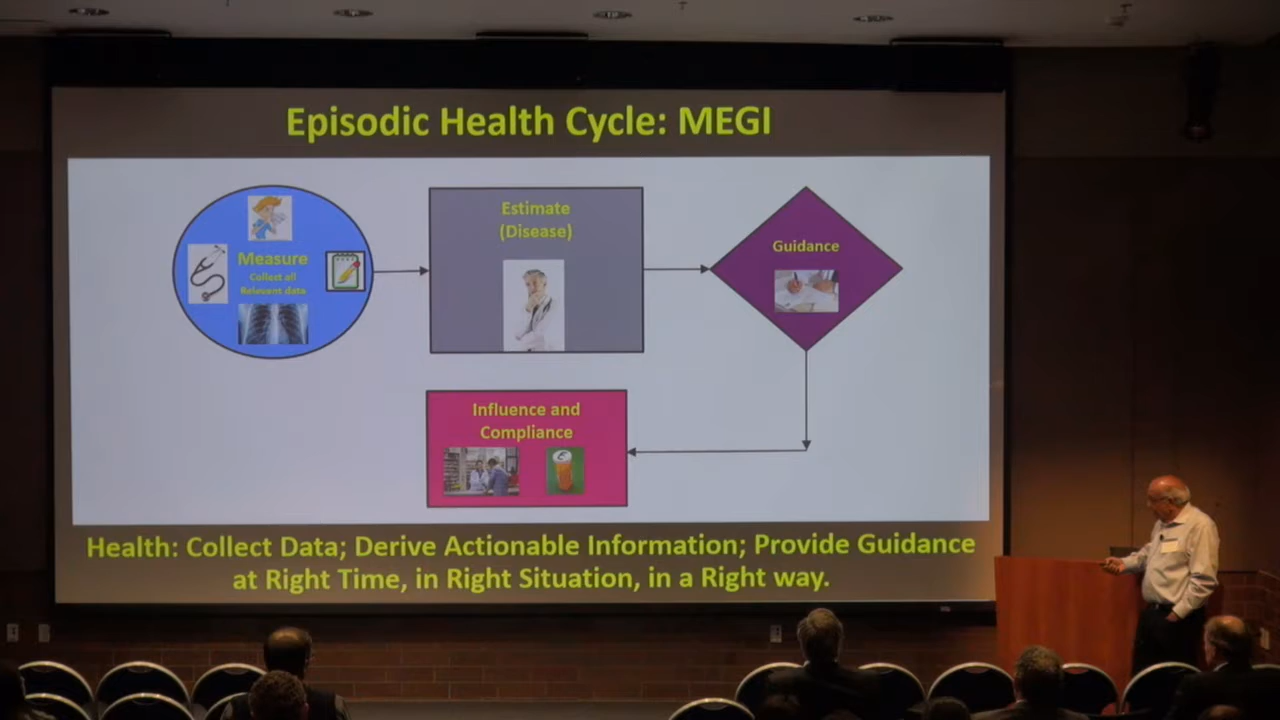 Episodic Health Cycle: MEGI
Measure
Collect all
Relevent data
Estimate
(Disease)
Guidance
Influence and
Compliance
Health: Collect Data; Derive Actionable Information; Provide Guidance
at Right Time, in Right Situation, in a Right way.